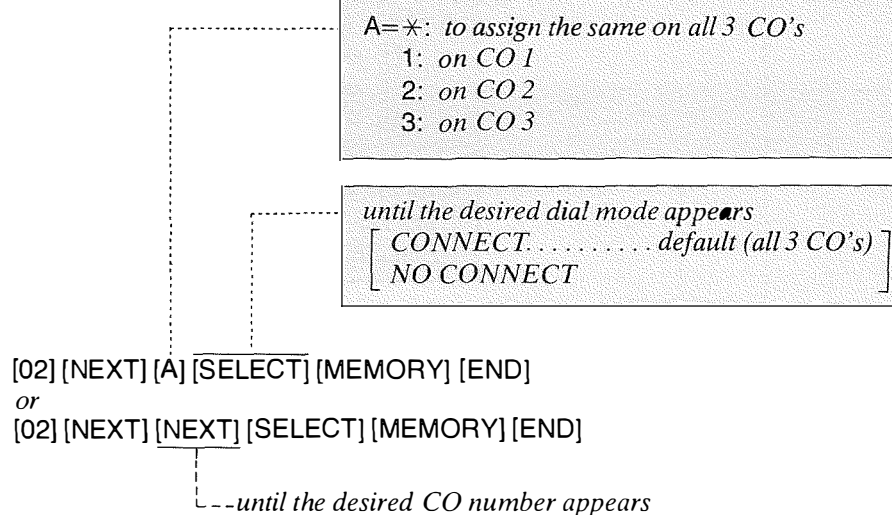 A=✳: to assign the same on all 3 CO's
1: on CO 1
2: on CO 2
3: on CO 3
until the desired dial mode appears
[ CONNECT. . . . . . . . . . default (all 3 CO's) ]
NO CONNECT
[02] [NEXT] [A] [SELECT] [MEMORY] [END]
or
[02] [NEXT] [NEXT] [SELECT] [MEMORY] [END]
until the desired CO number appears